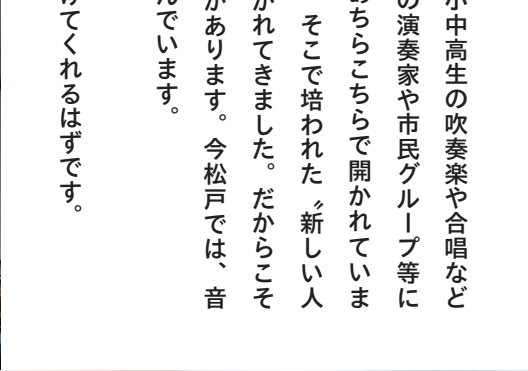 小中高生の吹奏楽や合唱など
の演奏家や市民グループ等に
あちらこちらで開かれていま
そこで培われた〝新しい人
かれてきました。だからこそ
があります。今松戸では、音
んでいます。
けてくれるはずです。